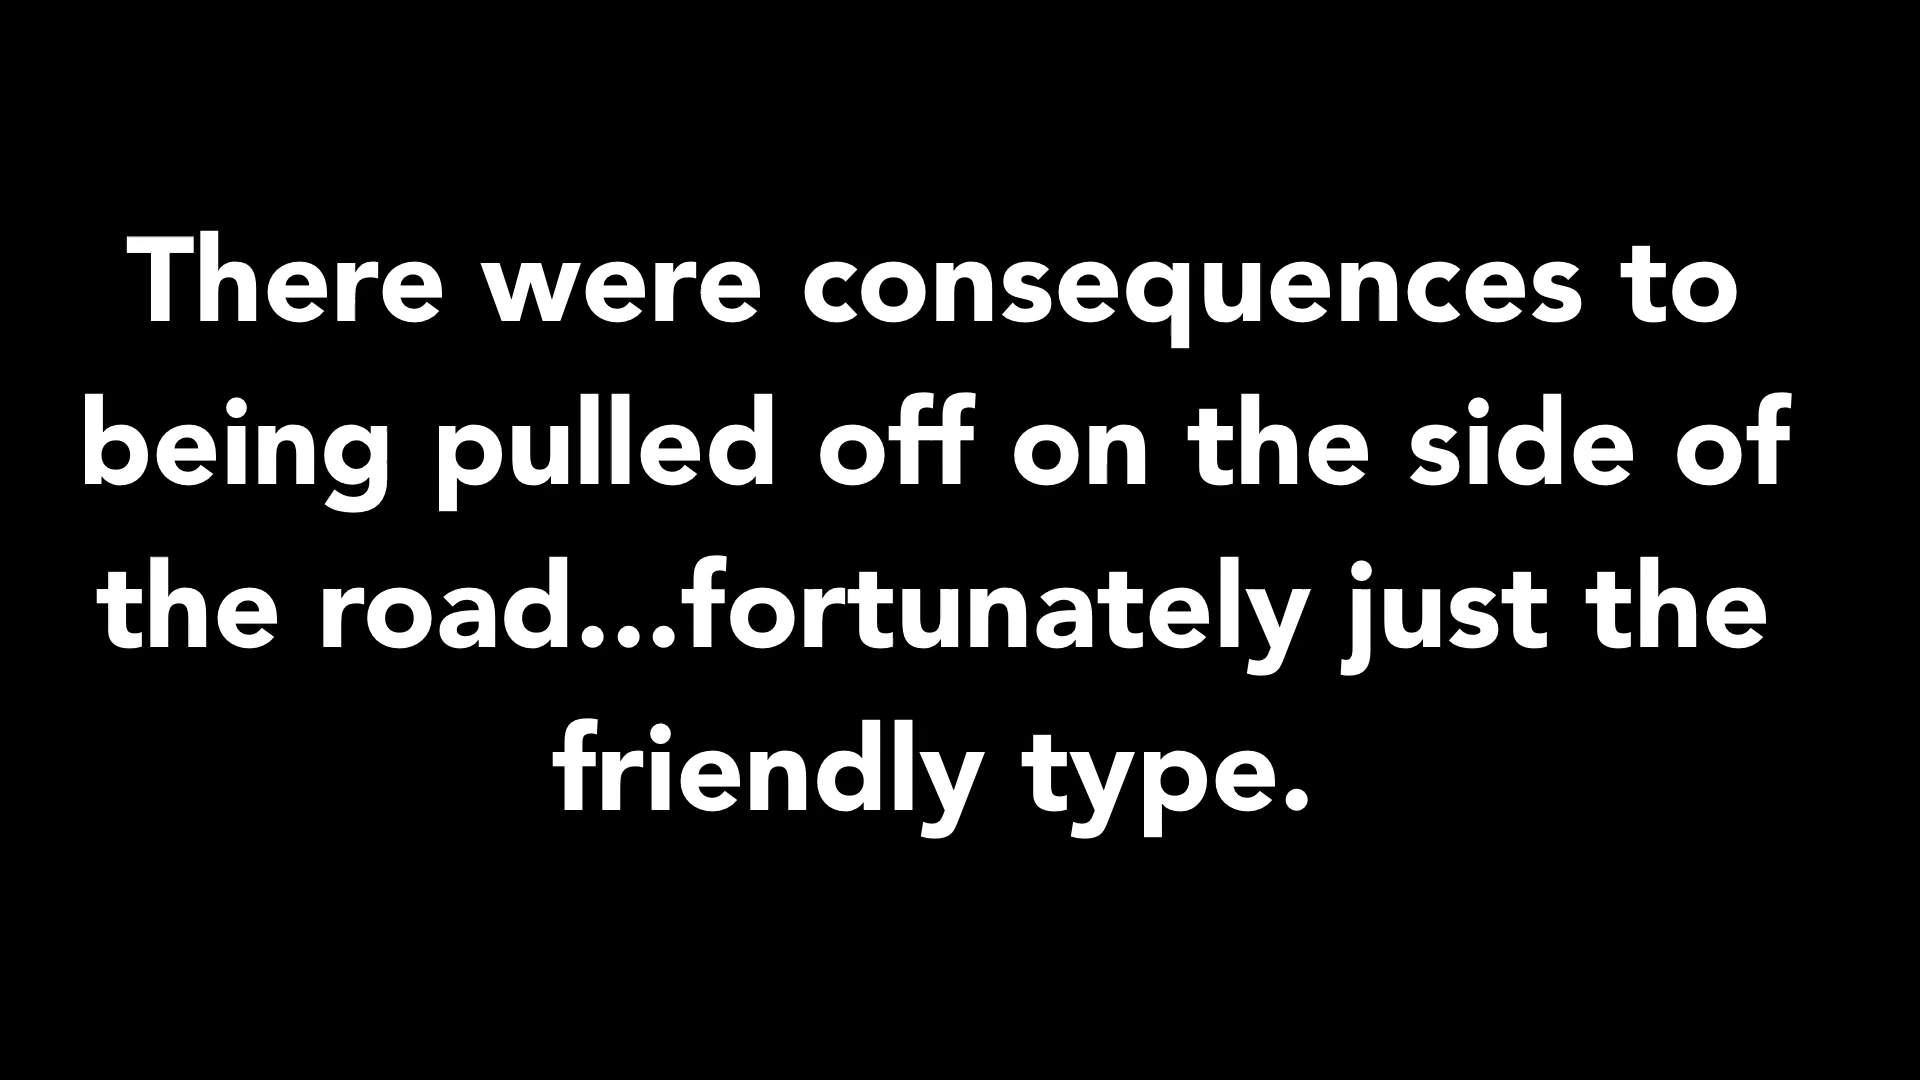 There were consequences to
being pulled off on the side of
the road...fortunately just the
friendly type.